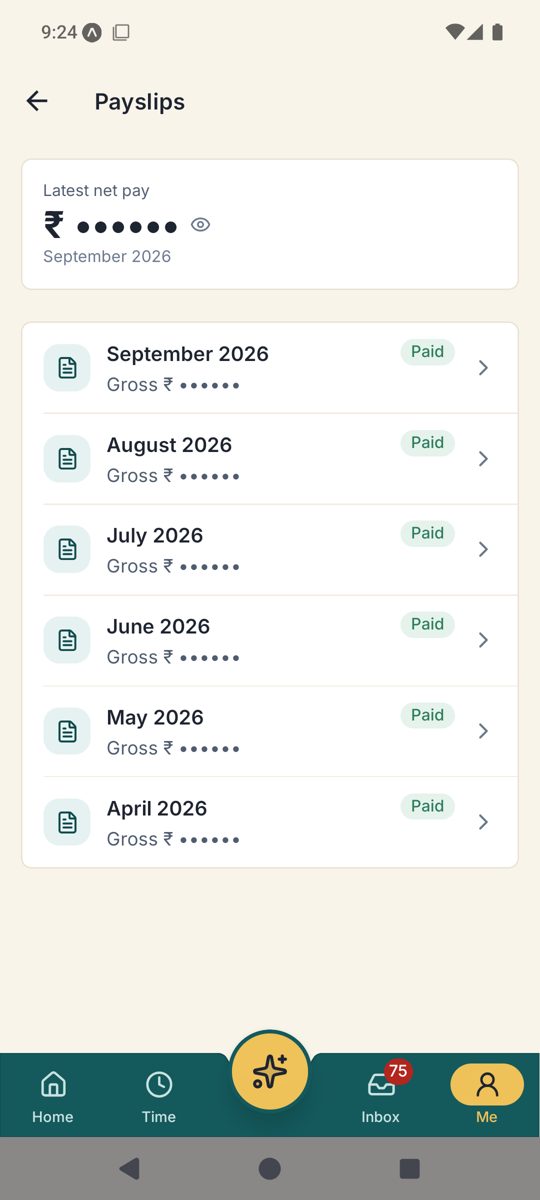 9:24
Payslips
Latest net pay
₹ ••••••
September 2026
September 2026
Paid
Gross ₹ ••••••
August 2026
Paid
Gross ₹ ••••••
July 2026
Paid
Gross ₹ ••••••
June 2026
Paid
Gross ₹ ••••••
May 2026
Paid
Gross ₹ ••••••
April 2026
Paid
Gross ₹ ••••••
75
Home
Time
Inbox
Me